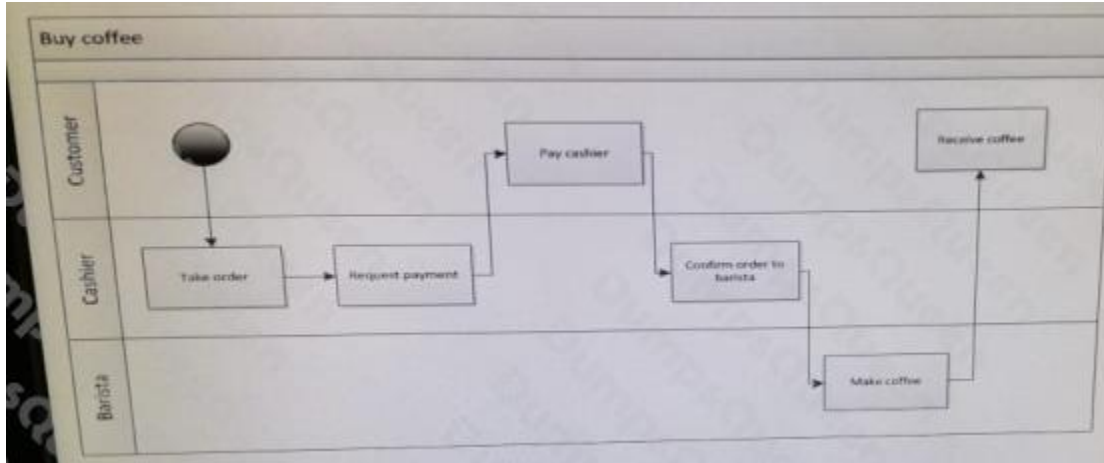 Buy coffee
Customer
Pay cashier
Receive coffee
Cashier
Take order
Request payment
Confirm order to
barista
Barista
Make coffee